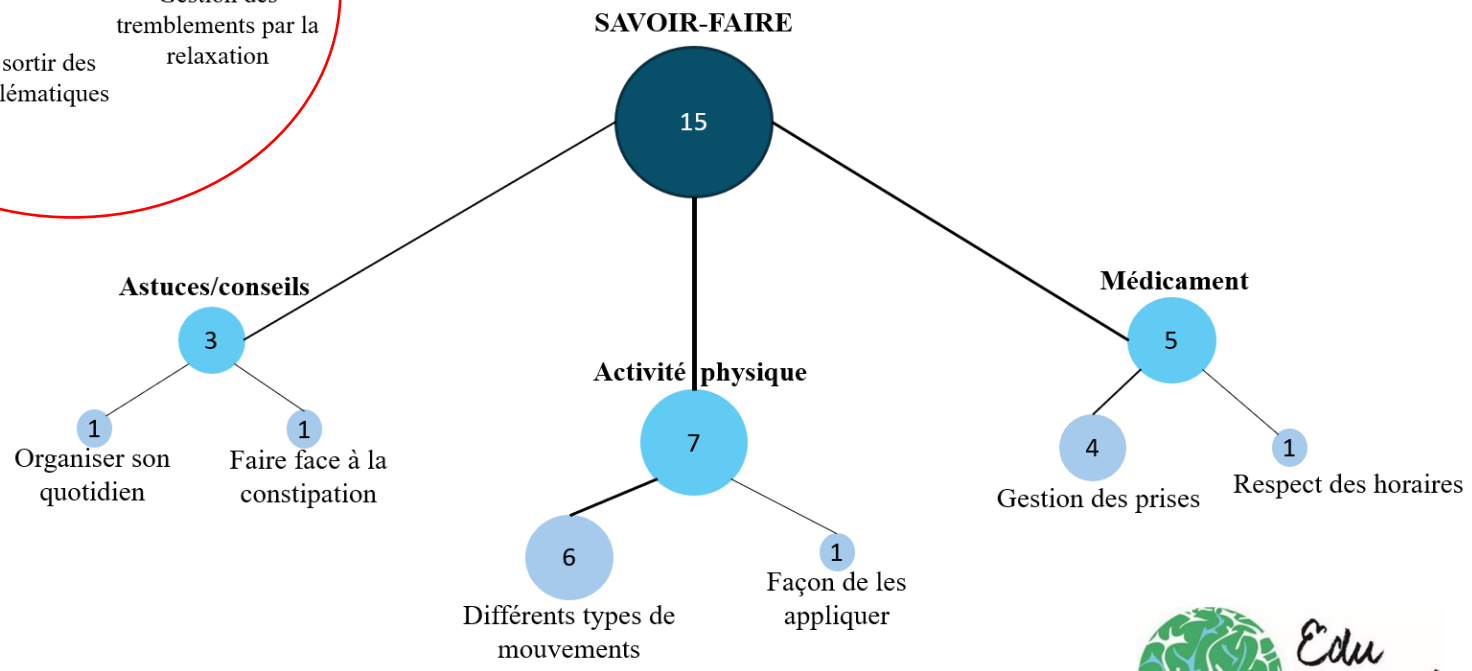 tremblements par la
relaxation
sortir des
SAVOIR-FAIRE
15
Astuces/conseils
3
1
Organiser son
quotidien
1
Faire face à la
constipation
Activité physique
7
6
Différents types de
mouvements
1
Façon de les
appliquer
Médicament
5
4
Gestion des prises
1
Respect des horaires
Edu